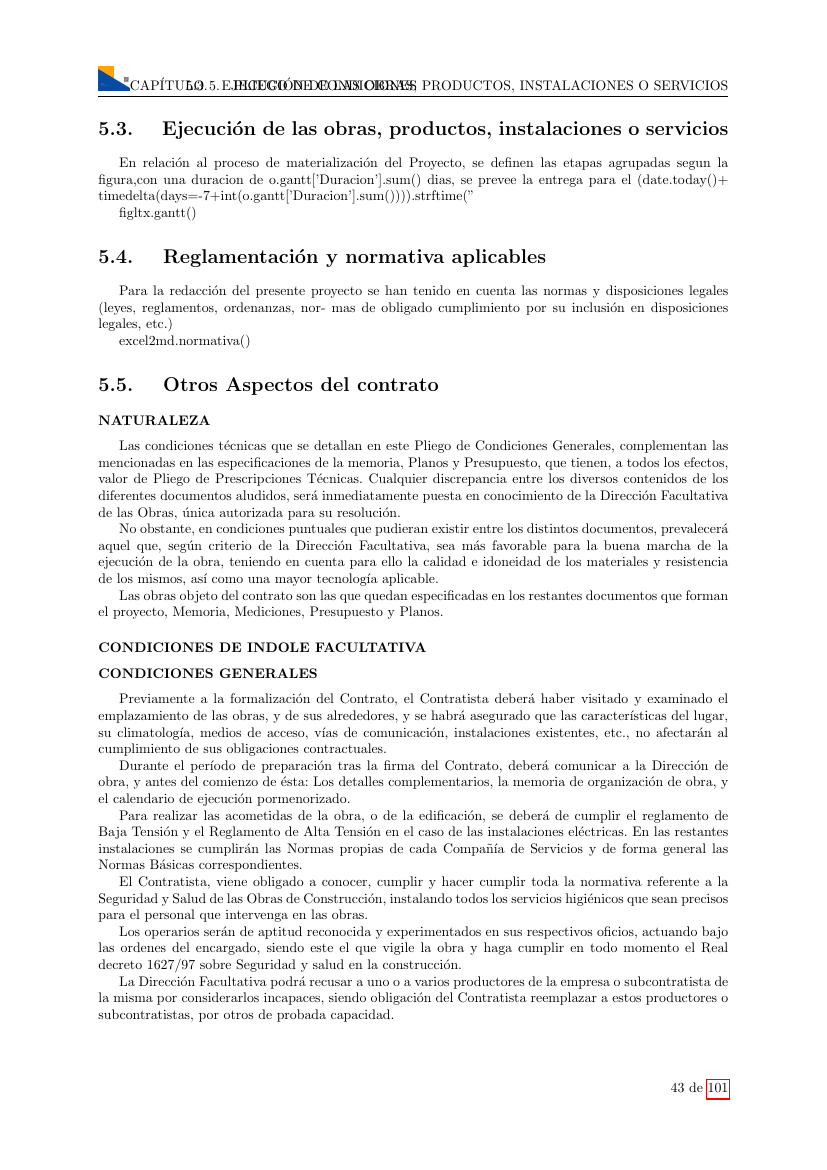 CAPÍTULO 5. PLIEGO DE CONDICIONES
5.3. EJECUCIÓN DE LAS OBRAS, PRODUCTOS, INSTALACIONES O SERVICIOS
5.3. Ejecución de las obras, productos, instalaciones o servicios
En relación al proceso de materialización del Proyecto, se definen las etapas agrupadas segun la
figura,con una duracion de o.gantt['Duracion'].sum() dias, se prevee la entrega para el (date.today()+
timedelta(days=-7+int(o.gantt['Duracion'].sum()))).strftime(”
figltx.gantt()
5.4. Reglamentación y normativa aplicables
Para la redacción del presente proyecto se han tenido en cuenta las normas y disposiciones legales
(leyes, reglamentos, ordenanzas, nor- mas de obligado cumplimiento por su inclusión en disposiciones
legales, etc.)
excel2md.normativa()
5.5. Otros Aspectos del contrato
NATURALEZA
Las condiciones técnicas que se detallan en este Pliego de Condiciones Generales, complementan las
mencionadas en las especificaciones de la memoria, Planos y Presupuesto, que tienen, a todos los efectos,
valor de Pliego de Prescripciones Técnicas. Cualquier discrepancia entre los diversos contenidos de los
diferentes documentos aludidos, será inmediatamente puesta en conocimiento de la Dirección Facultativa
de las Obras, única autorizada para su resolución.
No obstante, en condiciones puntuales que pudieran existir entre los distintos documentos, prevalecerá
aquel que, según criterio de la Dirección Facultativa, sea más favorable para la buena marcha de la
ejecución de la obra, teniendo en cuenta para ello la calidad e idoneidad de los materiales y resistencia
de los mismos, así como una mayor tecnología aplicable.
Las obras objeto del contrato son las que quedan especificadas en los restantes documentos que forman
el proyecto, Memoria, Mediciones, Presupuesto y Planos.
CONDICIONES DE INDOLE FACULTATIVA
CONDICIONES GENERALES
Previamente a la formalización del Contrato, el Contratista deberá haber visitado y examinado el
emplazamiento de las obras, y de sus alrededores, y se habrá asegurado que las características del lugar,
su climatología, medios de acceso, vías de comunicación, instalaciones existentes, etc., no afectarán al
cumplimiento de sus obligaciones contractuales.
Durante el período de preparación tras la firma del Contrato, deberá comunicar a la Dirección de
obra, y antes del comienzo de ésta: Los detalles complementarios, la memoria de organización de obra, y
el calendario de ejecución pormenorizado.
Para realizar las acometidas de la obra, o de la edificación, se deberá de cumplir el reglamento de
Baja Tensión y el Reglamento de Alta Tensión en el caso de las instalaciones eléctricas. En las restantes
instalaciones se cumplirán las Normas propias de cada Compañía de Servicios y de forma general las
Normas Básicas correspondientes.
El Contratista, viene obligado a conocer, cumplir y hacer cumplir toda la normativa referente a la
Seguridad y Salud de las Obras de Construcción, instalando todos los servicios higiénicos que sean precisos
para el personal que intervenga en las obras.
Los operarios serán de aptitud reconocida y experimentados en sus respectivos oficios, actuando bajo
las ordenes del encargado, siendo este el que vigile la obra y haga cumplir en todo momento el Real
decreto 1627/97 sobre Seguridad y salud en la construcción.
La Dirección Facultativa podrá recusar a uno o a varios productores de la empresa o subcontratista de
la misma por considerarlos incapaces, siendo obligación del Contratista reemplazar a estos productores o
subcontratistas, por otros de probada capacidad.
43 de 101